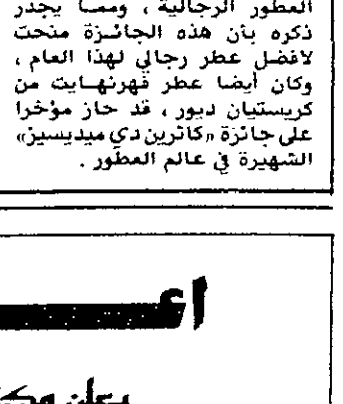 العطور الرجالية ، ومما يجدر
ذكره بأن هذه الجائزة منحت
لافضل عطر رجالي لهذا العام ،
وكان أيضا عطر فهرنهايت من
كريستيان ديور ، قد حاز مؤخرا
على جائزة «كاترين دي ميديسيز»
الشهيرة في عالم العطور .
اعـ
يعلن